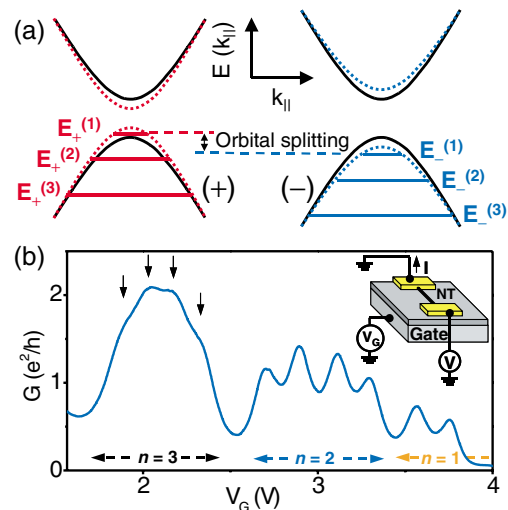 (a)
E (k||)
k||
E+(1)
Orbital splitting
E+(2)
E+(3)
(+)
(−)
E−(1)
E−(2)
E−(3)
(b)
G (e²/h)
2
1
0
I
NT
VG
Gate
V
n = 3
n = 2
n = 1
2
3
4
VG(V)